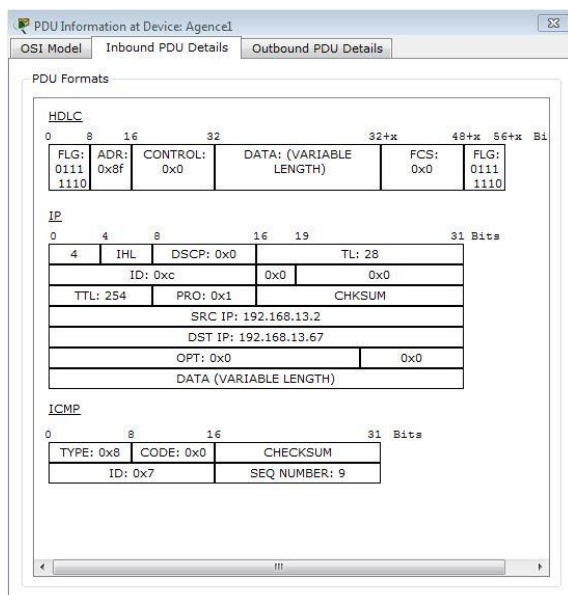 PDU Information at Device: Agence1
OSI Model Inbound PDU Details Outbound PDU Details
PDU Formats
HDLC
0 8 16 32 32+x 48+x 56+x Bi
FLG: 0111 1110 ADR: 0x8f CONTROL: 0x0 DATA: (VARIABLE LENGTH) FCS: 0x0 FLG: 0111 1110
IP
0 4 8 16 19 31 Bits
4 IHL DSCP: 0x0 TL: 28
ID: 0xc 0x0 0x0
TTL: 254 PRO: 0x1 CHKSUM
SRC IP: 192.168.13.2
DST IP: 192.168.13.67
OPT: 0x0 0x0
DATA (VARIABLE LENGTH)
ICMP
0 8 16 31 Bits
TYPE: 0x8 CODE: 0x0 CHECKSUM
ID: 0x7 SEQ NUMBER: 9